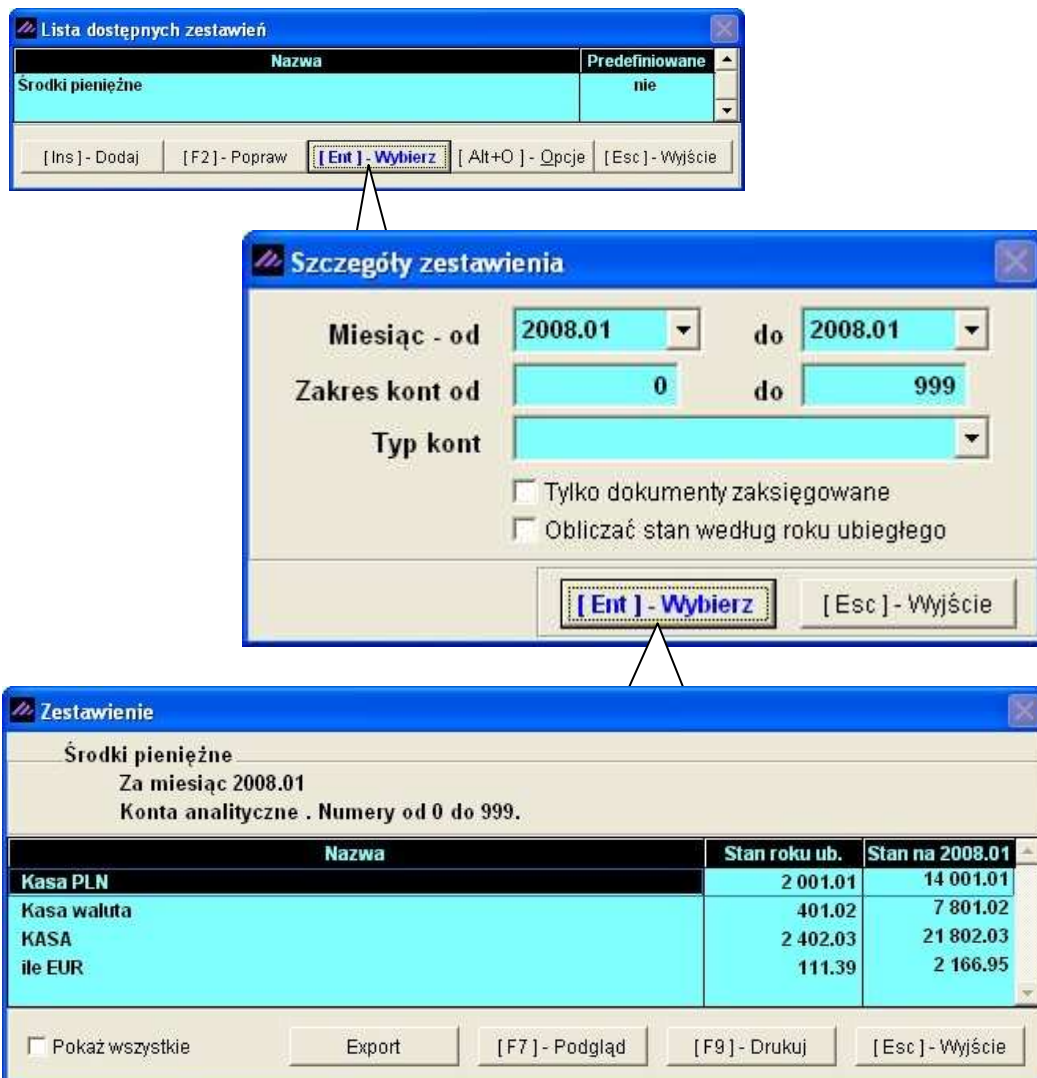 Lista dostępnych zestawień
Nazwa Predefiniowane
Środki pieniężne nie
[ Ins ] - Dodaj [ F2 ] - Popraw [ Ent ] - Wybierz [ Alt+O ] - Opcje [ Esc ] - Wyjście
Szczegóły zestawienia
Miesiąc - od 2008.01 do 2008.01
Zakres kont od 0 do 999
Typ kont
Tylko dokumenty zaksięgowane
Obliczać stan według roku ubiegłego
[ Ent ] - Wybierz [ Esc ] - Wyjście
Zestawienie
Środki pieniężne
Za miesiąc 2008.01
Konta analityczne . Numery od 0 do 999.
Nazwa Stan roku ub. Stan na 2008.01
Kasa PLN 2 001.01 14 001.01
Kasa waluta 401.02 7 801.02
KASA 2 402.03 21 802.03
ile EUR 111.39 2 166.95
Pokaż wszystkie Export [ F7 ] - Podgląd [ F9 ] - Drukuj [ Esc ] - Wyjście